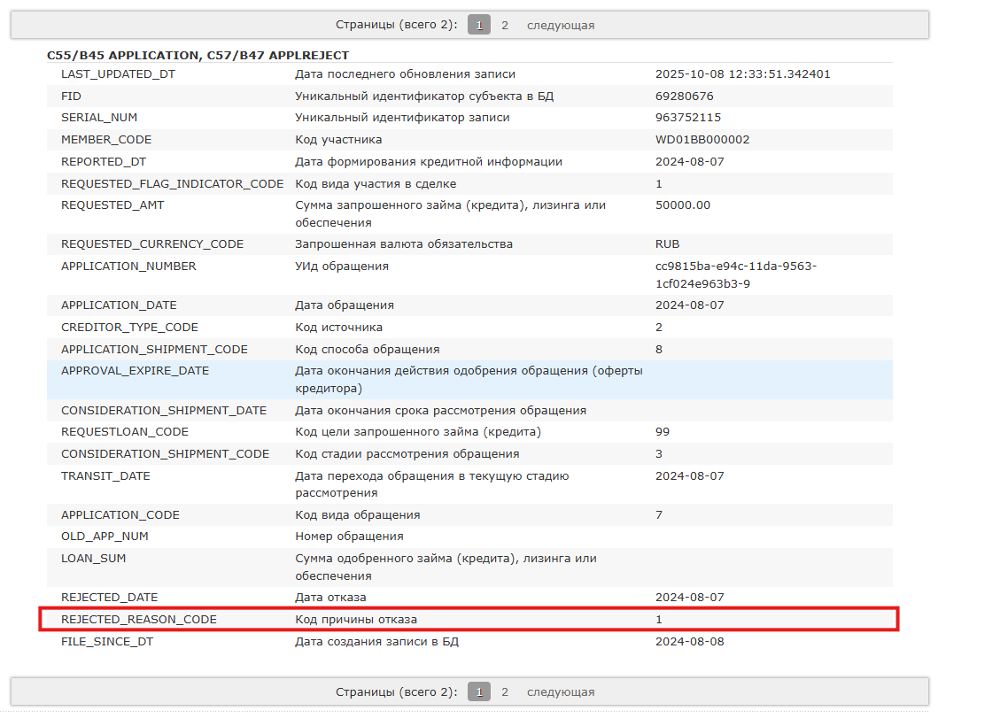 Страницы (всего 2): 1 2 следующая
C55/B45 APPLICATION, C57/B47 APPLREJECT
LAST_UPDATED_DT Дата последнего обновления записи 2025-10-08 12:33:51.342401
FID Уникальный идентификатор субъекта в БД 69280676
SERIAL_NUM Уникальный идентификатор записи 963752115
MEMBER_CODE Код участника WD01BB000002
REPORTED_DT Дата формирования кредитной информации 2024-08-07
REQUESTED_FLAG_INDICATOR_CODE Код вида участия в сделке 1
REQUESTED_AMT Сумма запрошенного займа (кредита), лизинга или 50000.00
обеспечения
REQUESTED_CURRENCY_CODE Запрошенная валюта обязательства RUB
APPLICATION_NUMBER УИд обращения cc9815ba-e94c-11da-9563-
1cf024e963b3-9
APPLICATION_DATE Дата обращения 2024-08-07
CREDITOR_TYPE_CODE Код источника 2
APPLICATION_SHIPMENT_CODE Код способа обращения 8
APPROVAL_EXPIRE_DATE Дата окончания действия одобрения обращения (оферты
кредитора)
CONSIDERATION_SHIPMENT_DATE Дата окончания срока рассмотрения обращения
REQUESTLOAN_CODE Код цели запрошенного займа (кредита) 99
CONSIDERATION_SHIPMENT_CODE Код стадии рассмотрения обращения 3
TRANSIT_DATE Дата перехода обращения в текущую стадию 2024-08-07
рассмотрения
APPLICATION_CODE Код вида обращения 7
OLD_APP_NUM Номер обращения
LOAN_SUM Сумма одобренного займа (кредита), лизинга или
обеспечения
REJECTED_DATE Дата отказа 2024-08-07
REJECTED_REASON_CODE Код причины отказа 1
FILE_SINCE_DT Дата создания записи в БД 2024-08-08
Страницы (всего 2): 1 2 следующая